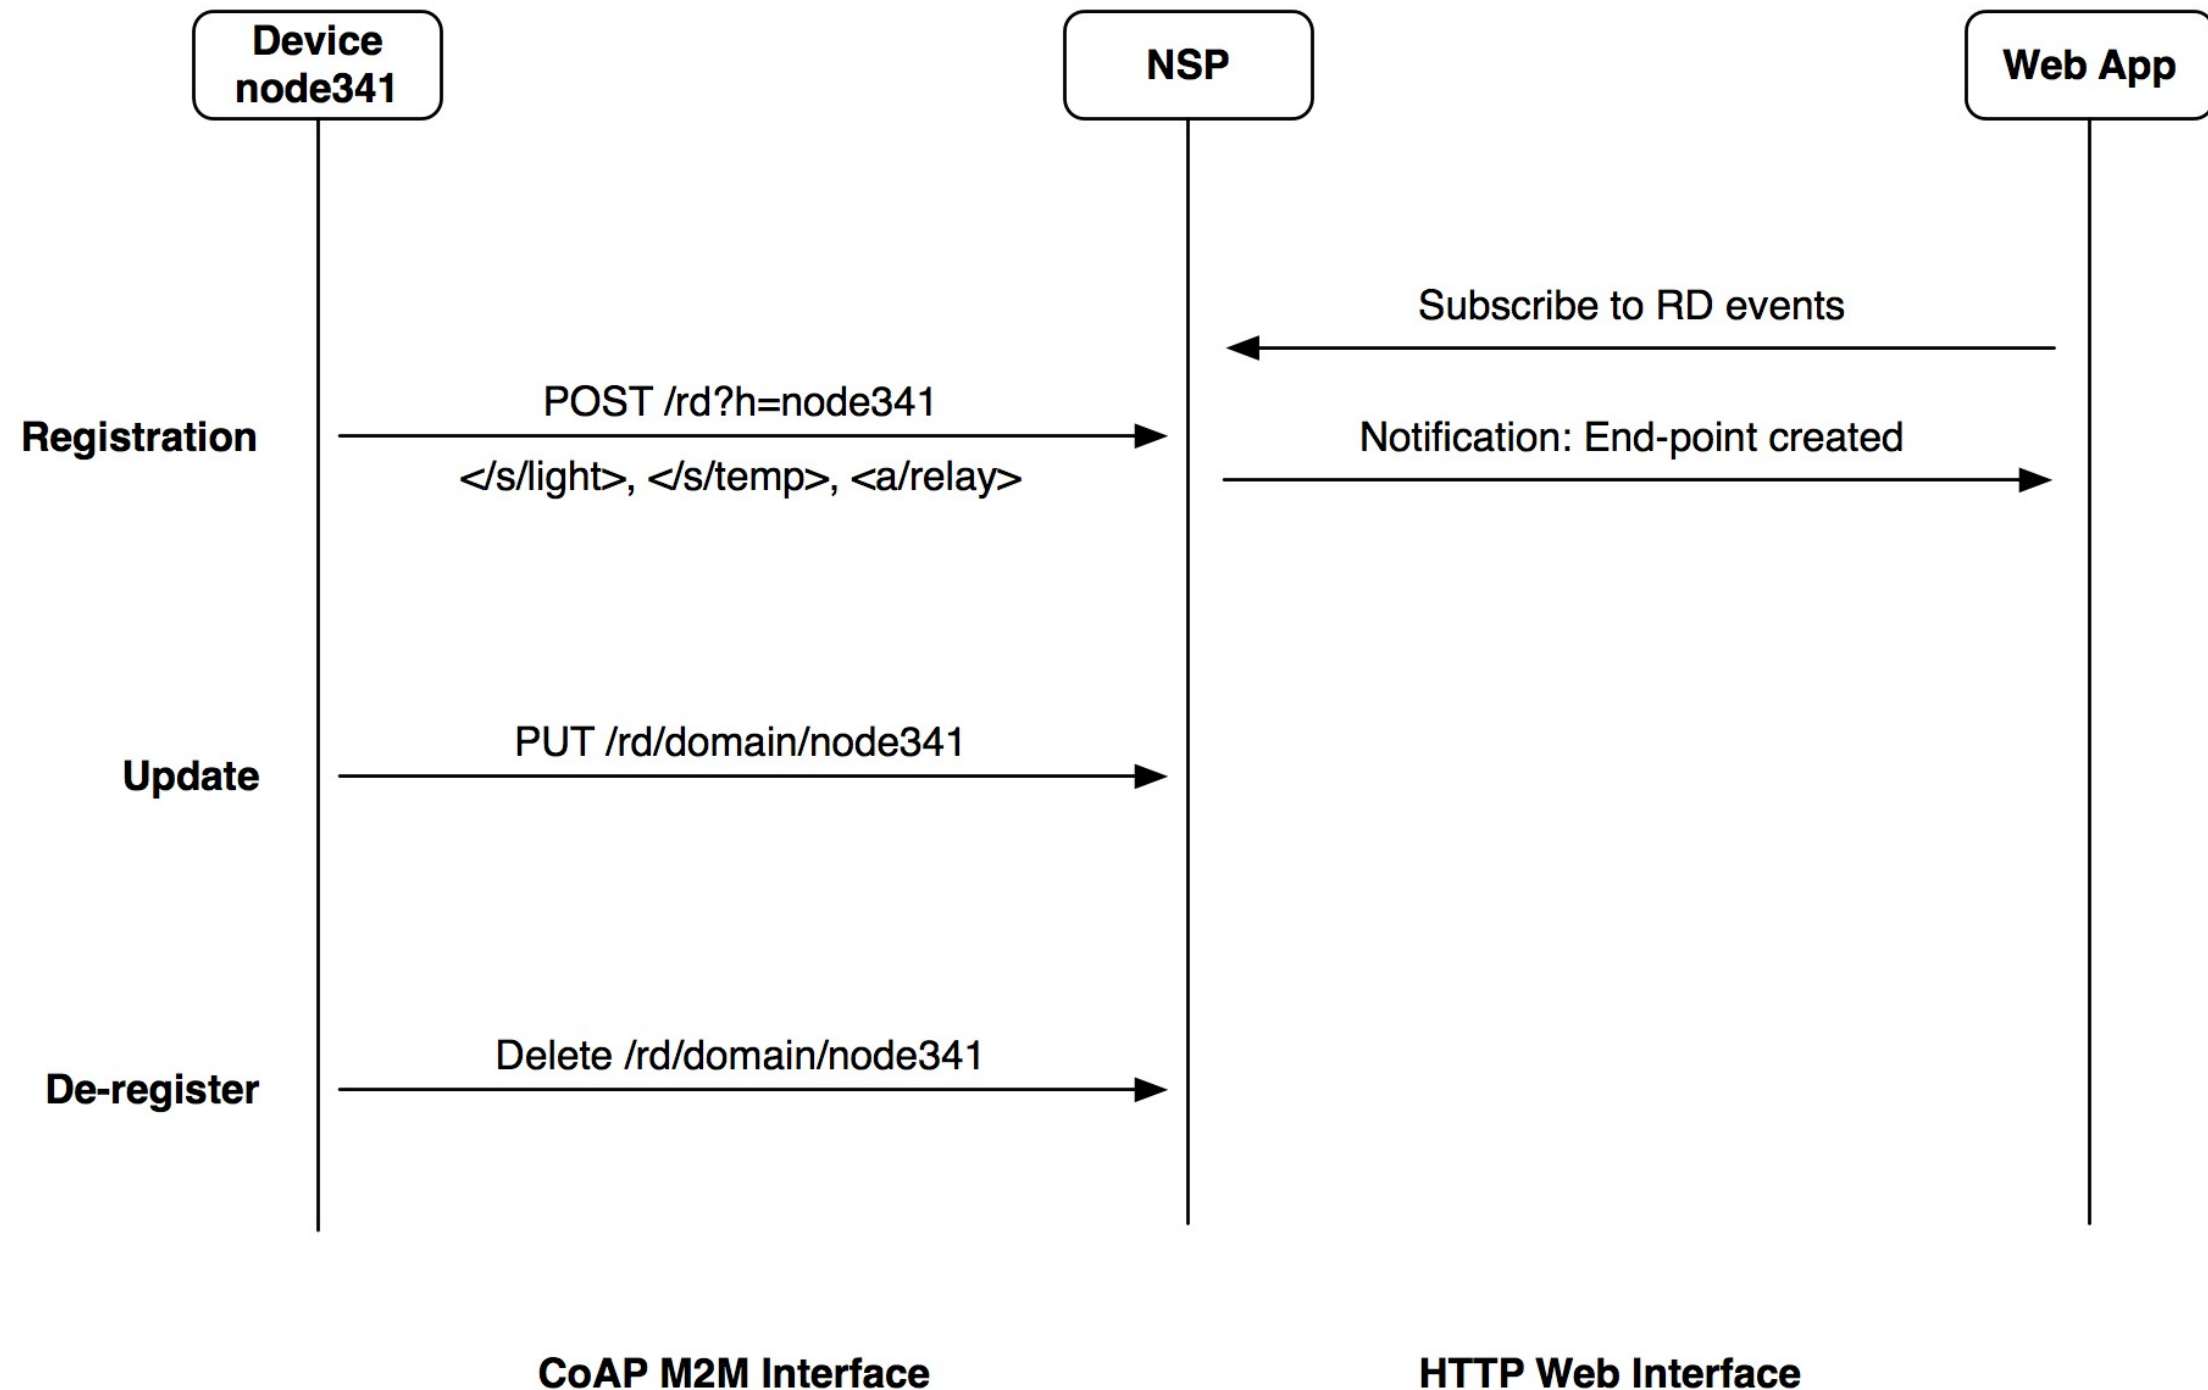 Device
node341
NSP
Web App
Subscribe to RD events
POST /rd?h=node341
Registration
Notification: End-point created
</s/light>, </s/temp>, <a/relay>
PUT /rd/domain/node341
Update
Delete /rd/domain/node341
De-register
CoAP M2M Interface
HTTP Web Interface